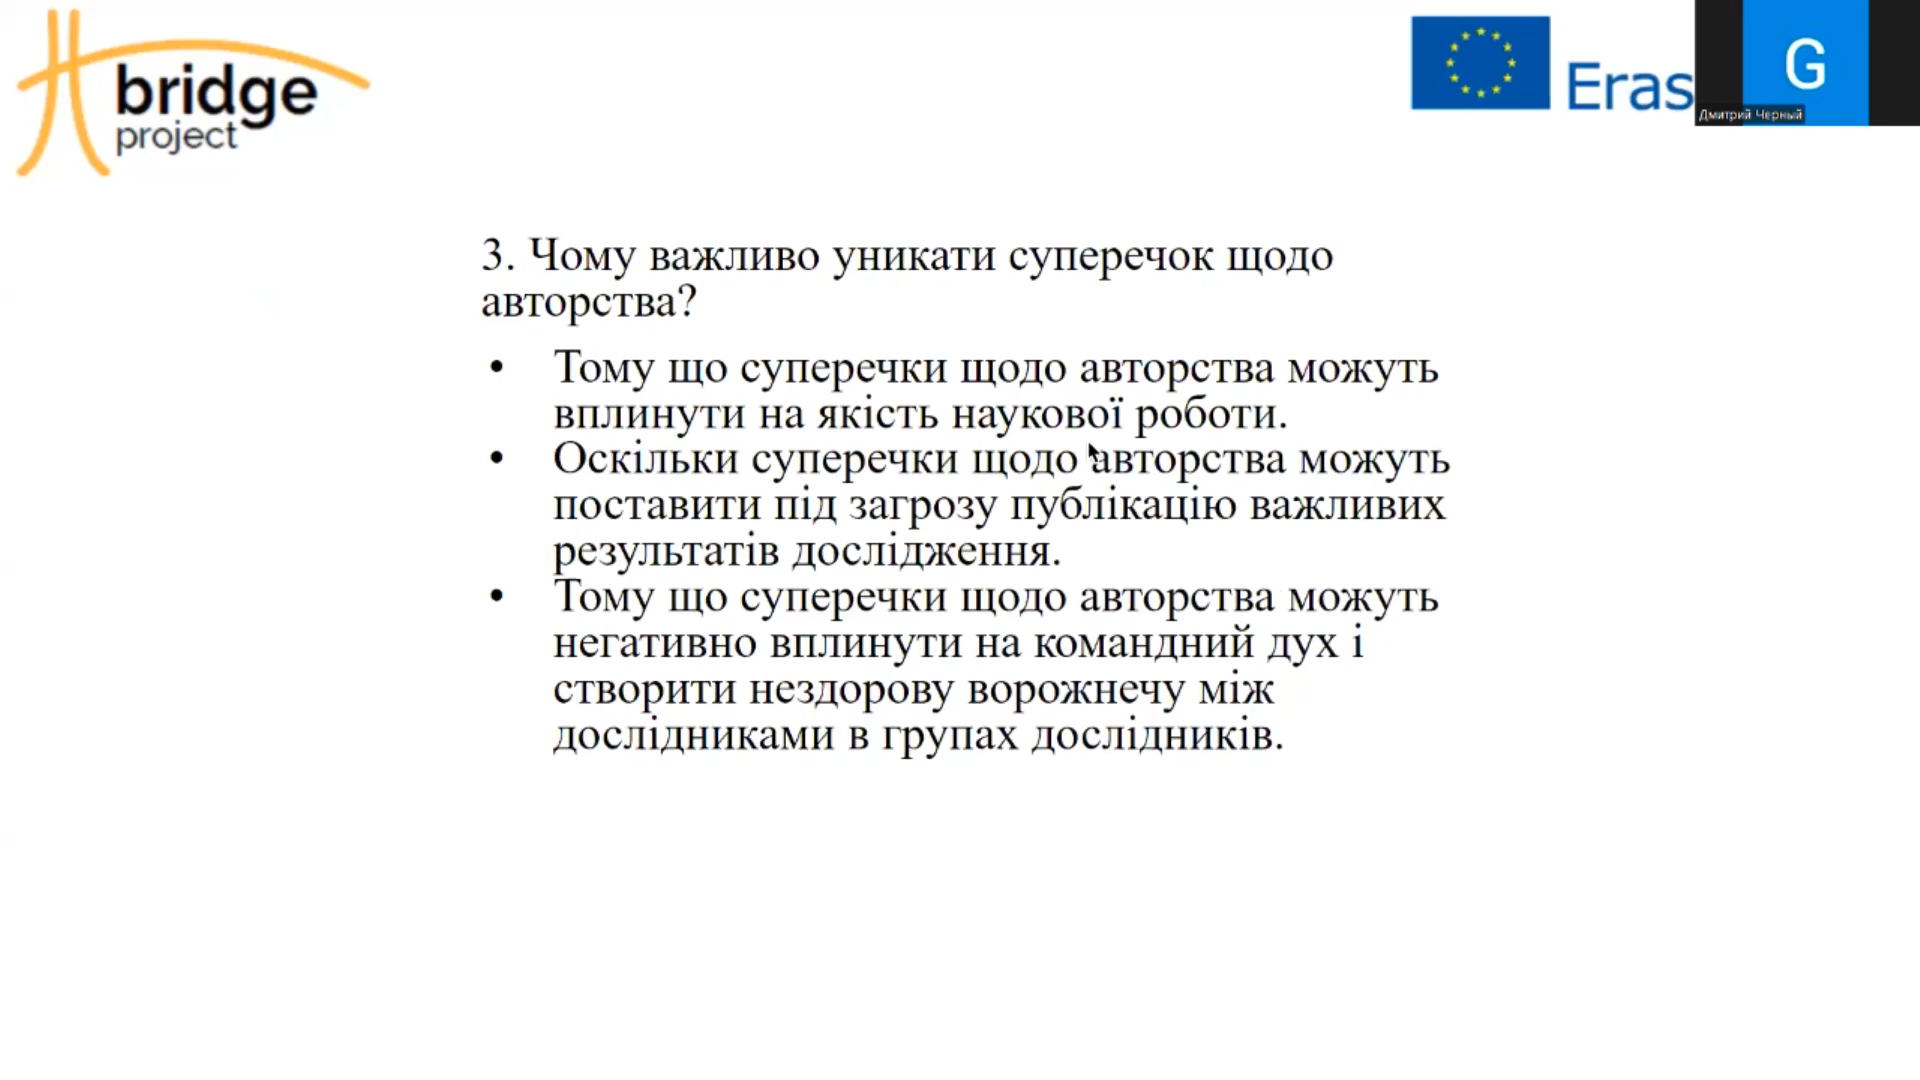 bridge
project
Eras
G
Дмитрий Черный
3. Чому важливо уникати суперечок щодо
авторства?
• Тому що суперечки щодо авторства можуть
вплинути на якість наукової роботи.
• Оскільки суперечки щодо авторства можуть
поставити під загрозу публікацію важливих
результатів дослідження.
• Тому що суперечки щодо авторства можуть
негативно вплинути на командний дух і
створити нездорову ворожнечу між
дослідниками в групах дослідників.